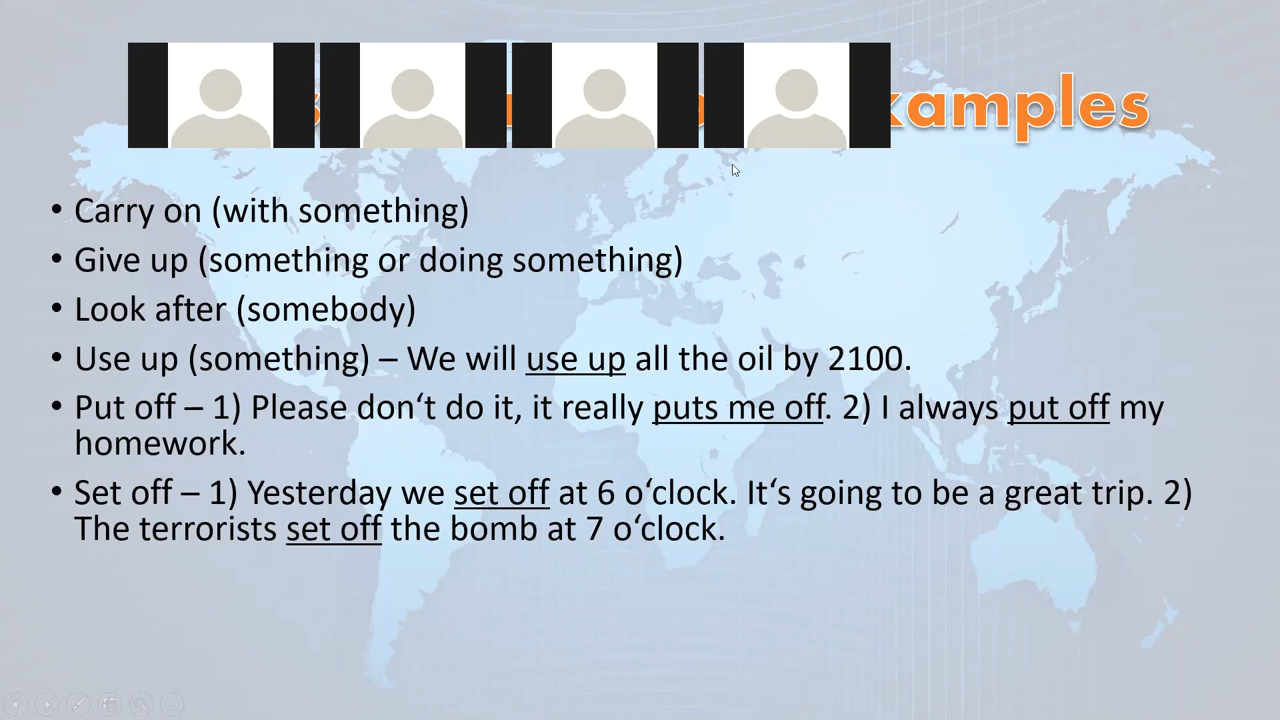 xamples
• Carry on (with something)
• Give up (something or doing something)
• Look after (somebody)
• Use up (something) – We will use up all the oil by 2100.
• Put off – 1) Please don‘t do it, it really puts me off. 2) I always put off my
homework.
• Set off – 1) Yesterday we set off at 6 o‘clock. It‘s going to be a great trip. 2)
The terrorists set off the bomb at 7 o‘clock.